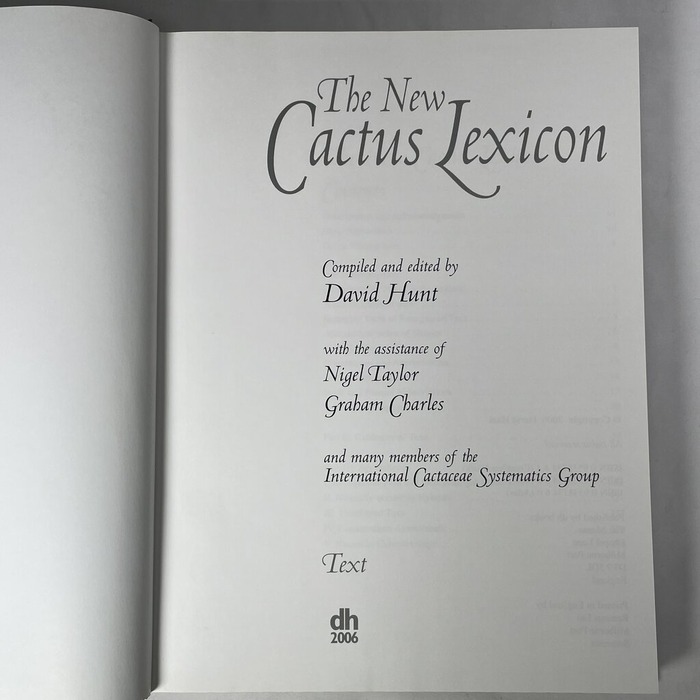 The New
Cactus Lexicon
Compiled and edited by
David Hunt
with the assistance of
Nigel Taylor
Graham Charles
and many members of the
International Cactaceae Systematics Group
Text
dh
2006